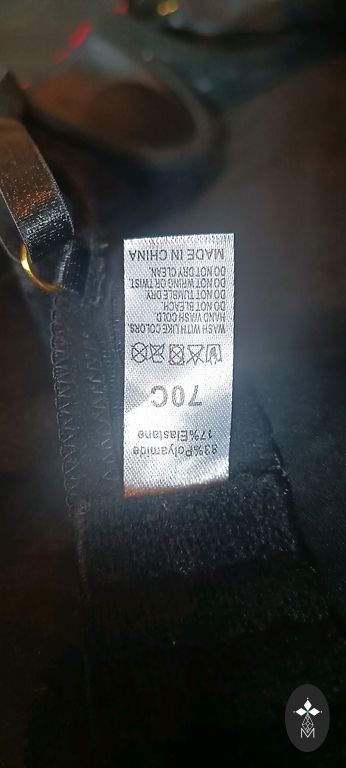 83%Polyamide
17%Elastane
70C
WASH WITH LIKE COLORS.
HAND WASH COLD
DO NOT BLEACH.
DO NOT TUMBLE DRY
DO NOT WRING OR TWIST.
DO NOT DRY CLEAN.
MADE IN CHINA
M